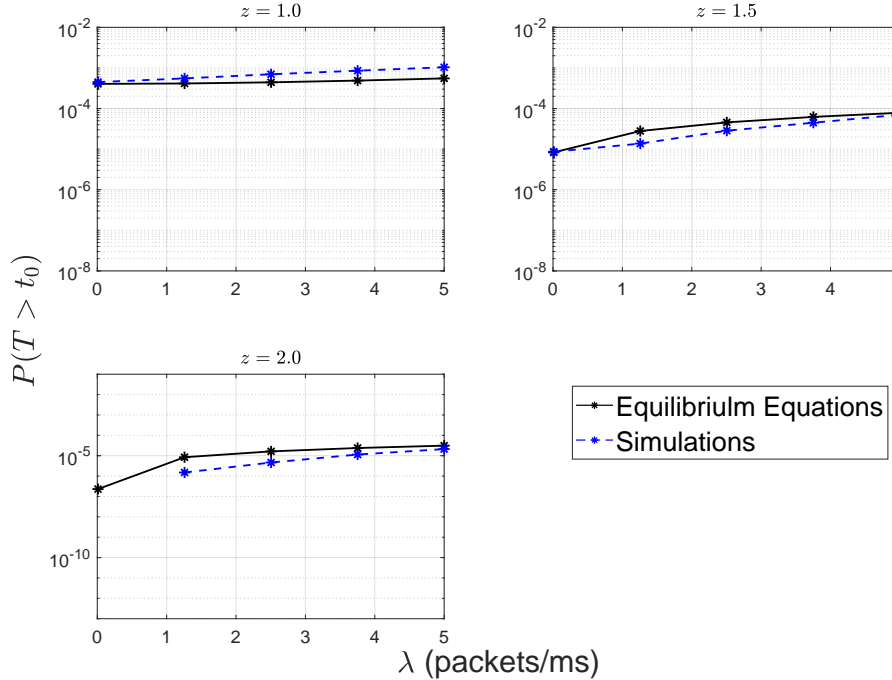 z = 1.0
10^-2
10^-4
10^-6
10^-8
0 1 2 3 4 5
z = 1.5
10^-2
10^-4
10^-6
10^-8
0 1 2 3 4
P(T > t_0)
z = 2.0
10^-5
10^-10
0 1 2 3 4 5
Equilibriulm Equations
Simulations
λ (packets/ms)